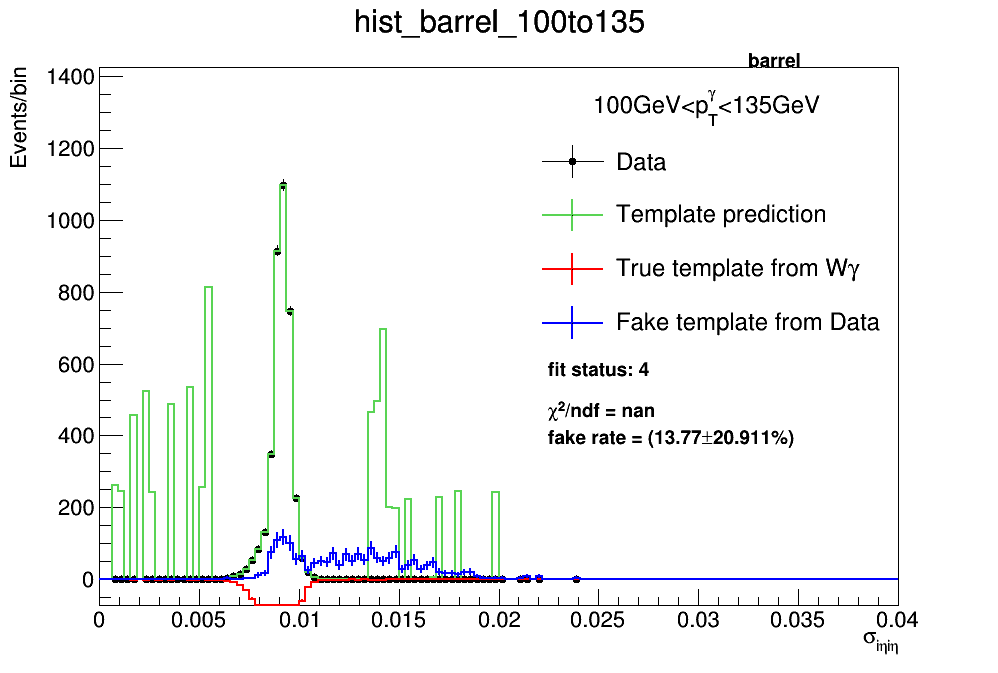 hist_barrel_100to135
barrel
Events/bin
1400
1200
1000
800
600
400
200
0
100GeV<p_T^γ<135GeV
Data
Template prediction
True template from Wγ
Fake template from Data
fit status: 4
χ²/ndf = nan
fake rate = (13.77±20.911%)
0 0.005 0.01 0.015 0.02 0.025 0.03 0.035 0.04
σ_iηiη